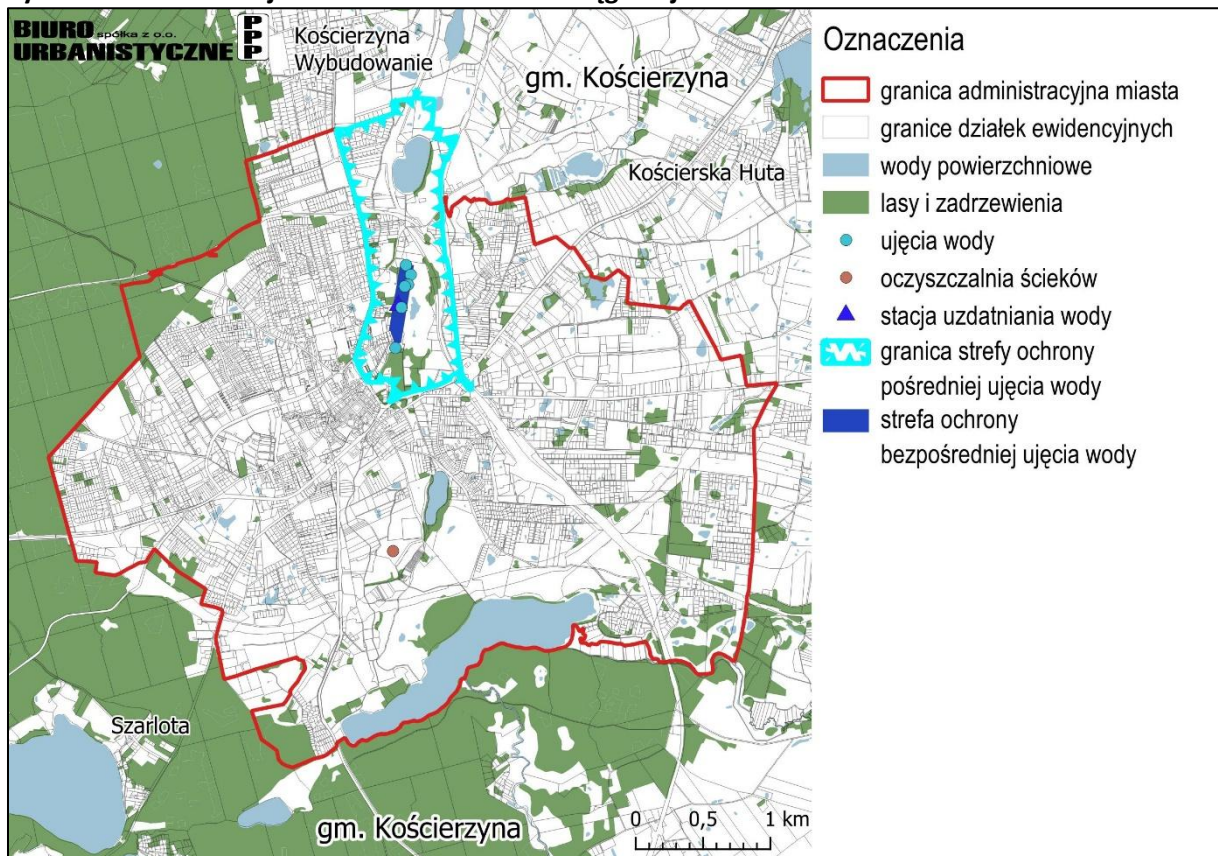 BIURO spółka z o.o.
URBANISTYCZNE
PPP
Kościerzyna
Wybudowanie
gm. Kościerzyna
Kościerska Huta
Szarlota
gm. Kościerzyna
0 0,5 1 km
Oznaczenia
granica administracyjna miasta
granice działek ewidencyjnych
wody powierzchniowe
lasy i zadrzewienia
ujęcia wody
oczyszczalnia ścieków
stacja uzdatniania wody
granica strefy ochrony
pośredniej ujęcia wody
strefa ochrony
bezpośredniej ujęcia wody